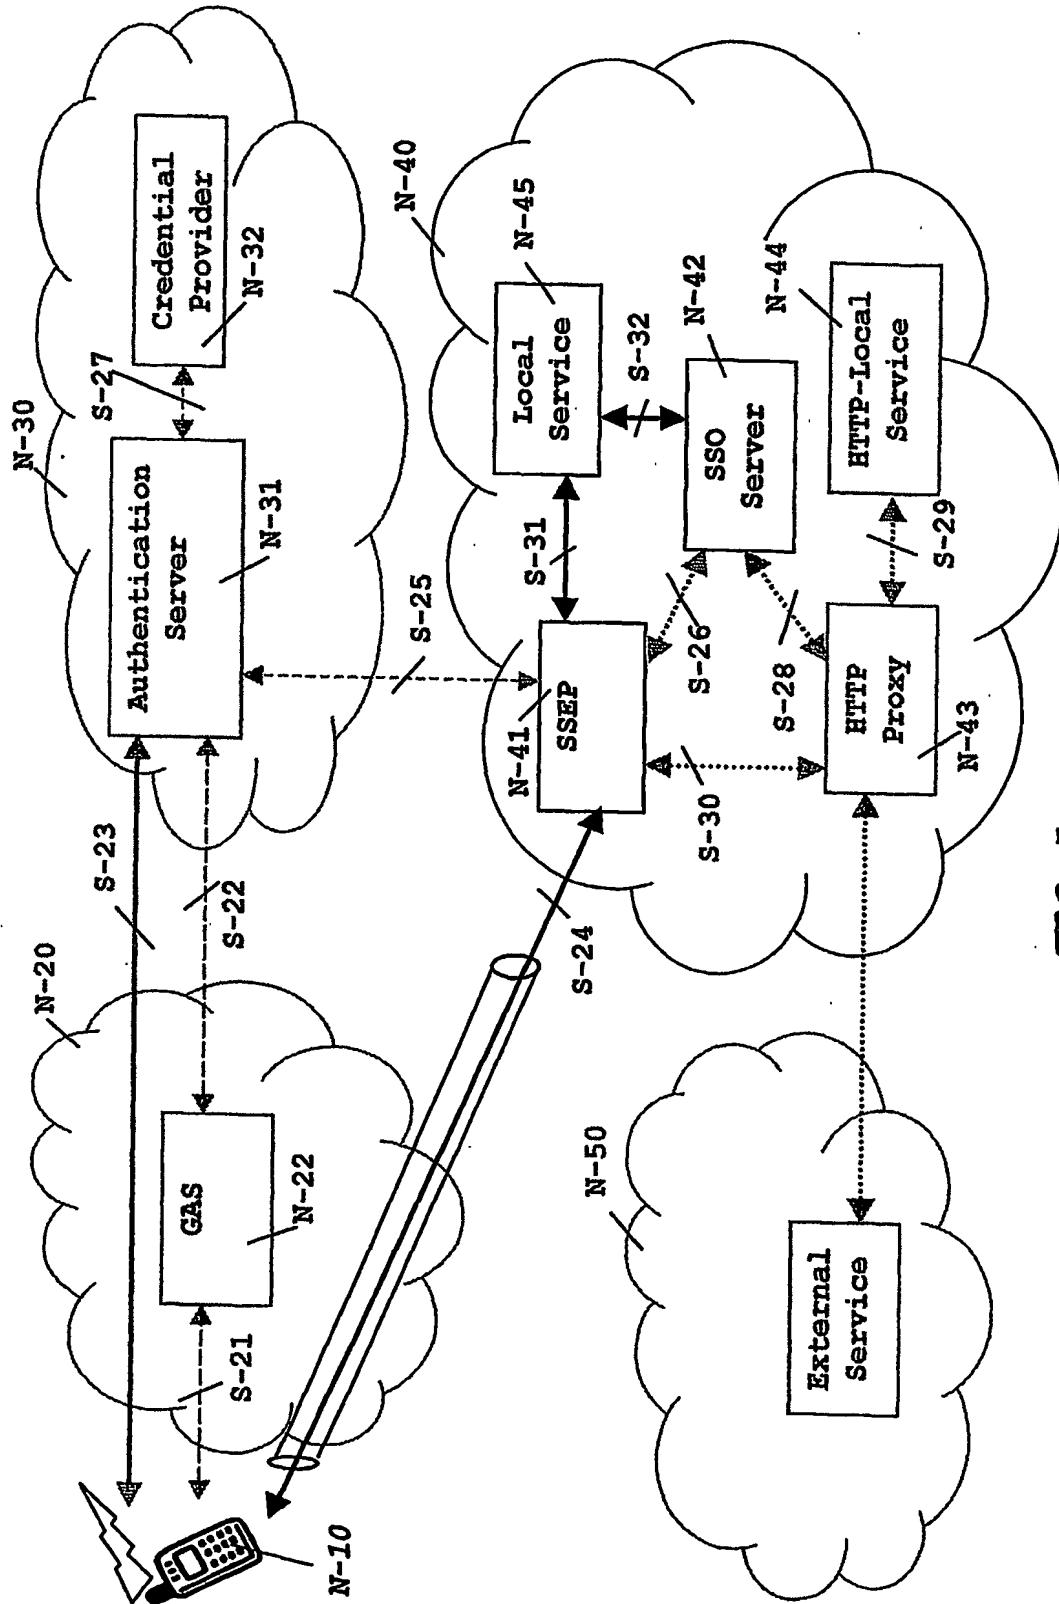 N-30
S-27
Credential
Provider
N-32
Authentication
Server
N-31
S-23
S-22
N-20
GAS
N-22
S-21
N-10
S-25
N-40
Local
Service
N-45
S-31
S-32
N-42
SSO
Server
N-41
SSEP
S-26
S-24
S-30
S-28
N-44
HTTP-Local
Service
S-29
HTTP
Proxy
N-43
N-50
External
Service